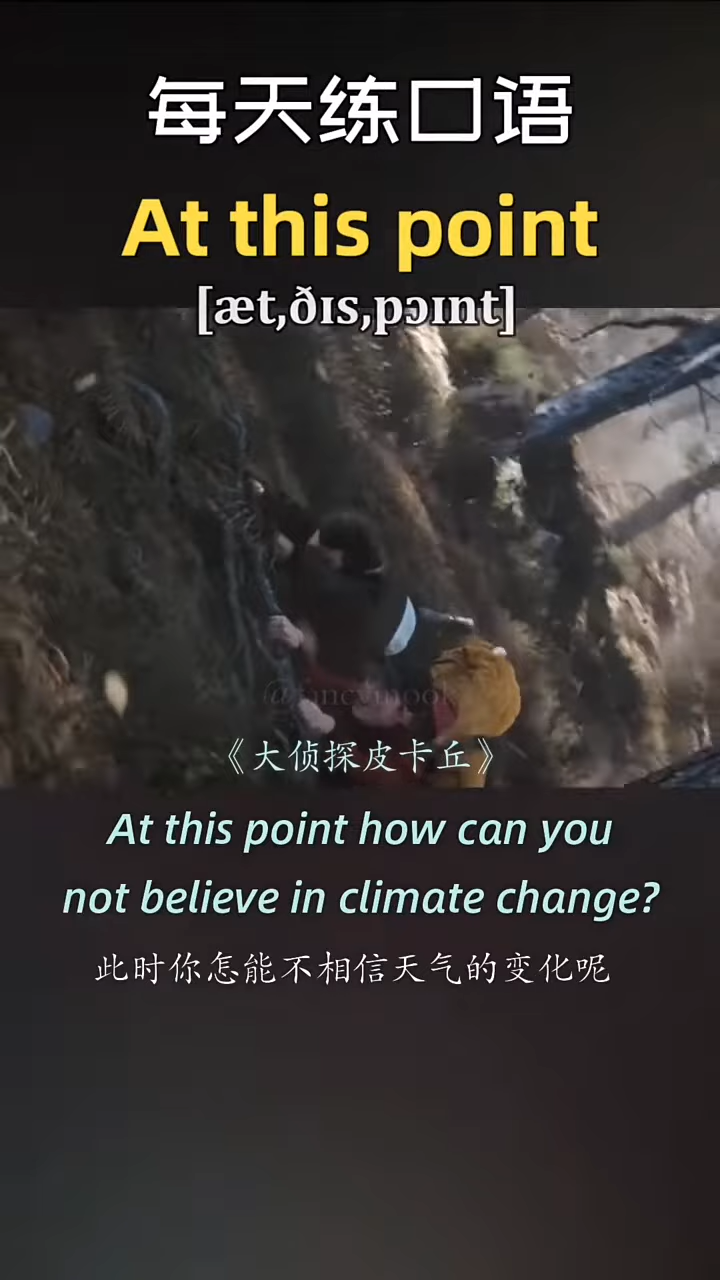 每天练口语
At this point
[æt,ðɪs,pɔɪnt]
《大侦探皮卡丘》
At this point how can you
not believe in climate change?
此时你怎能不相信天气的变化呢